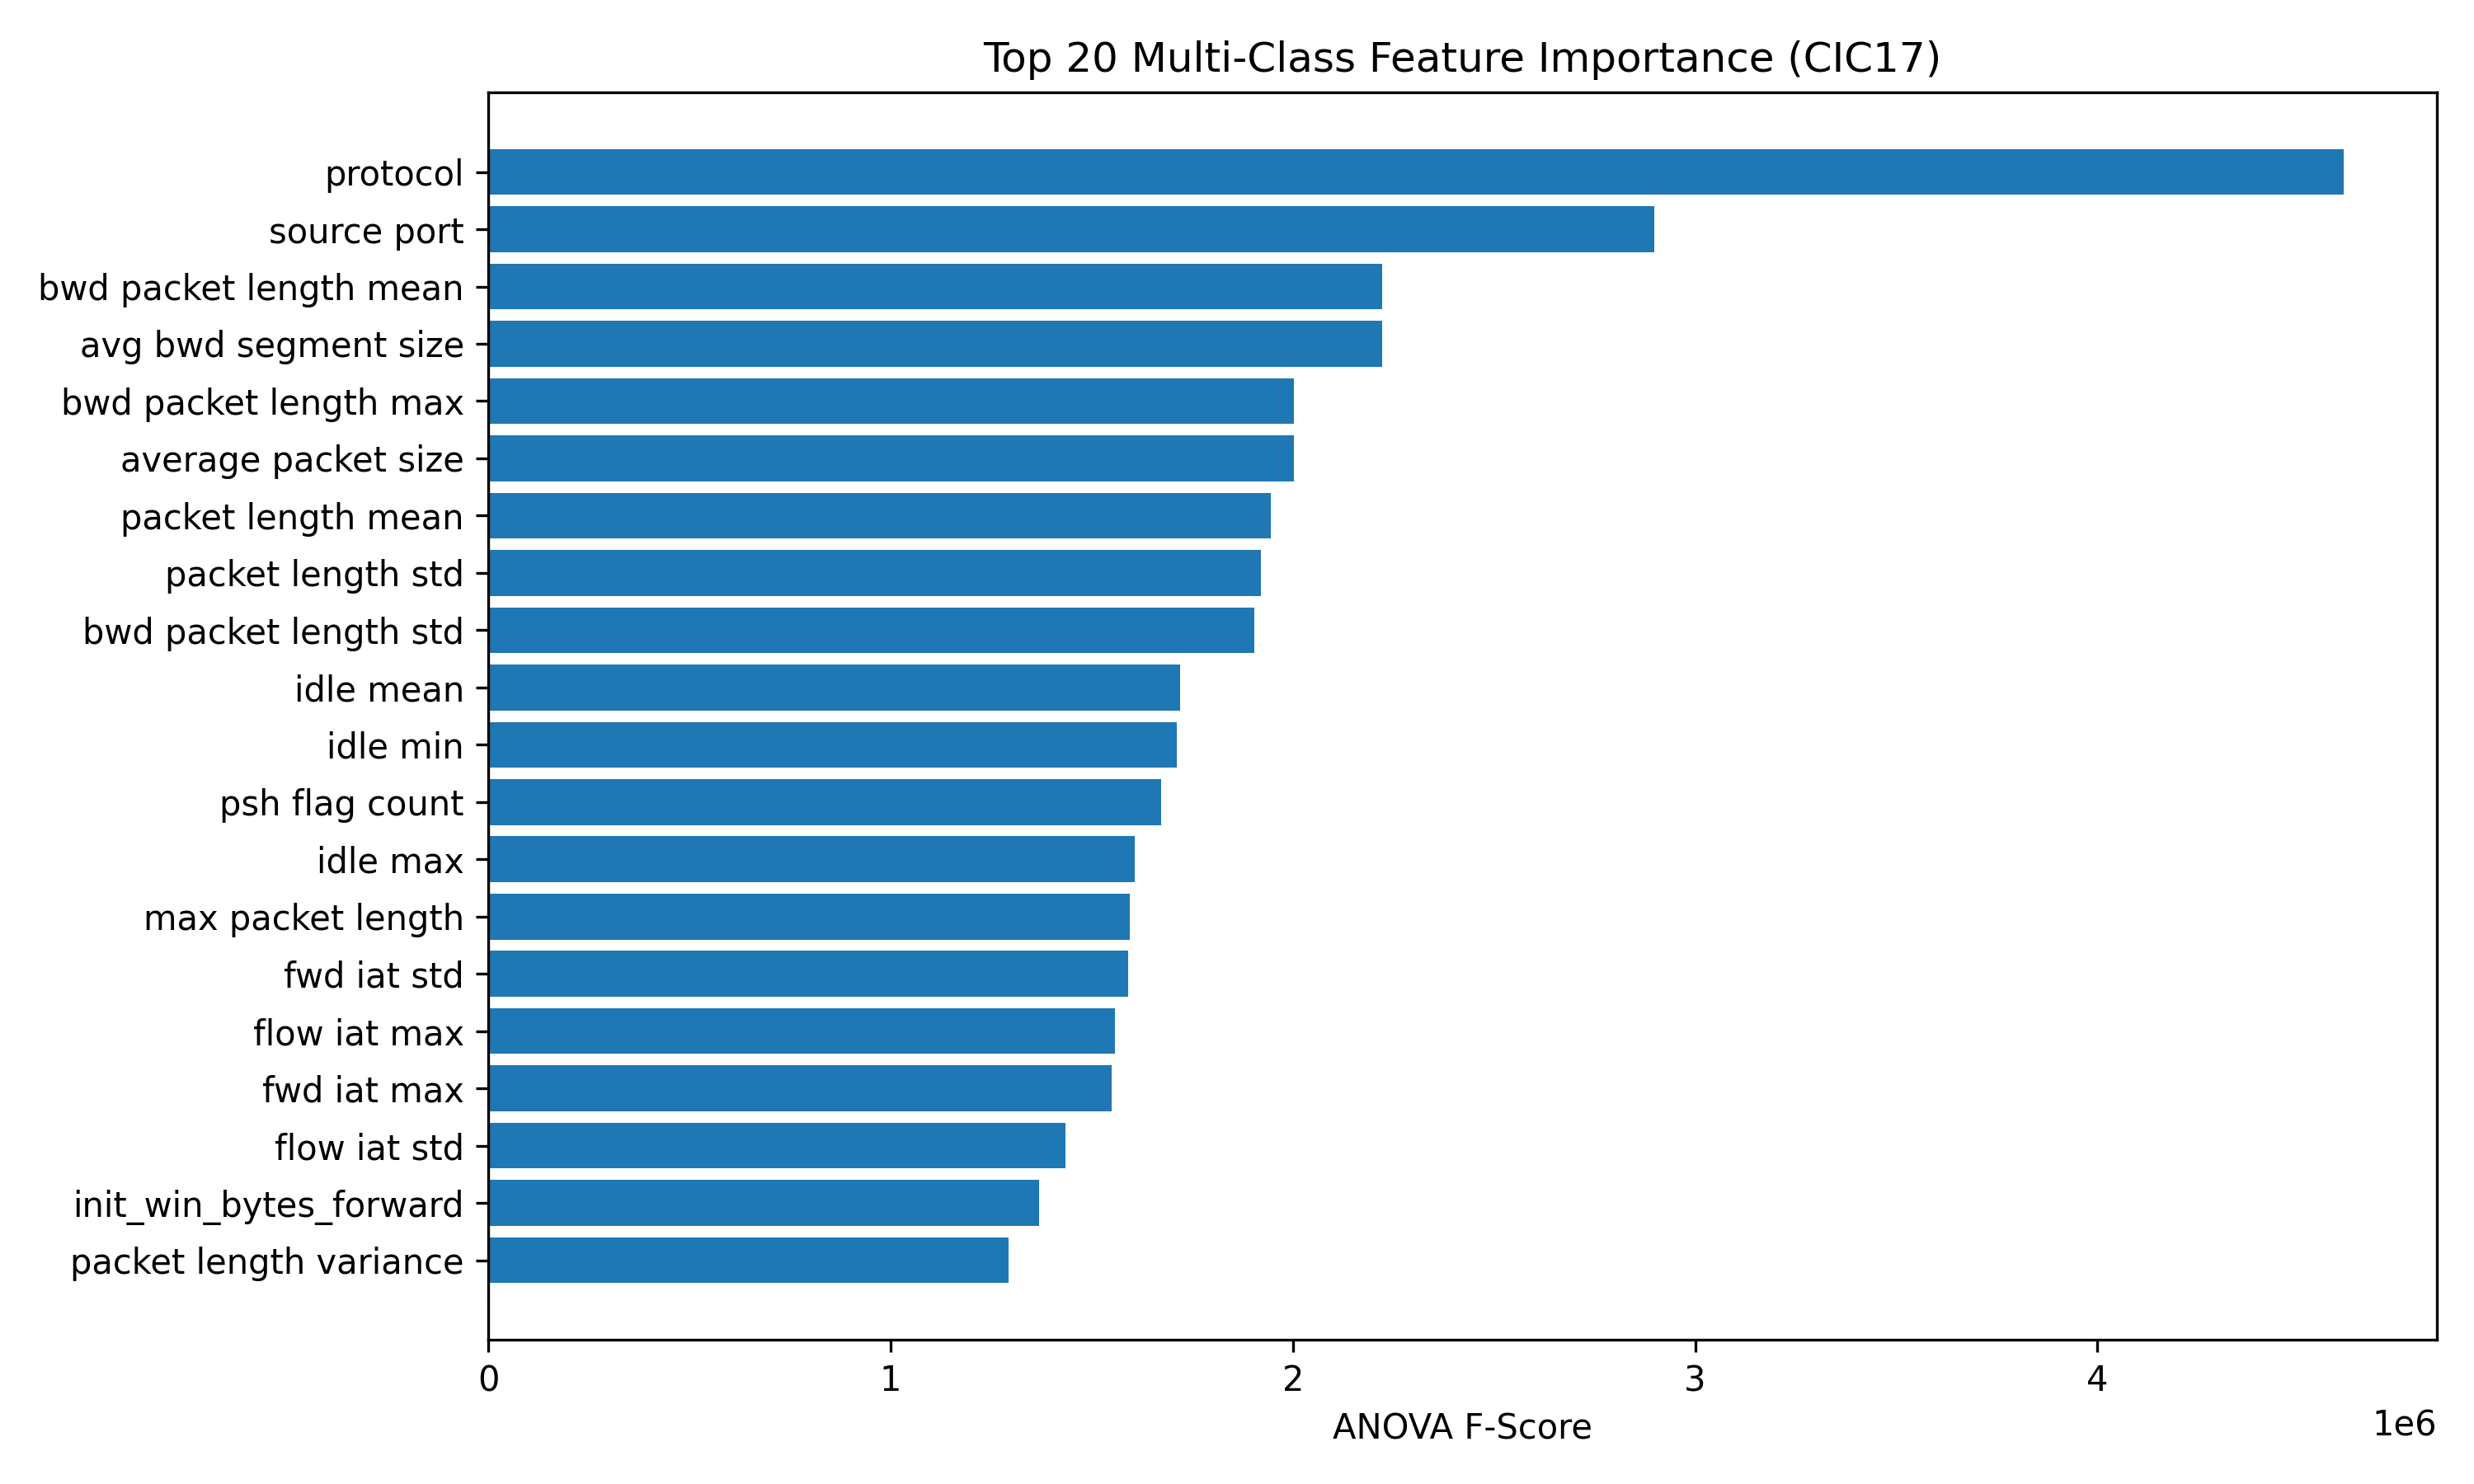 Top 20 Multi-Class Feature Importance (CIC17)
protocol
source port
bwd packet length mean
avg bwd segment size
bwd packet length max
average packet size
packet length mean
packet length std
bwd packet length std
idle mean
idle min
psh flag count
idle max
max packet length
fwd iat std
flow iat max
fwd iat max
flow iat std
init_win_bytes_forward
packet length variance
0 1 2 3 4
ANOVA F-Score
1e6